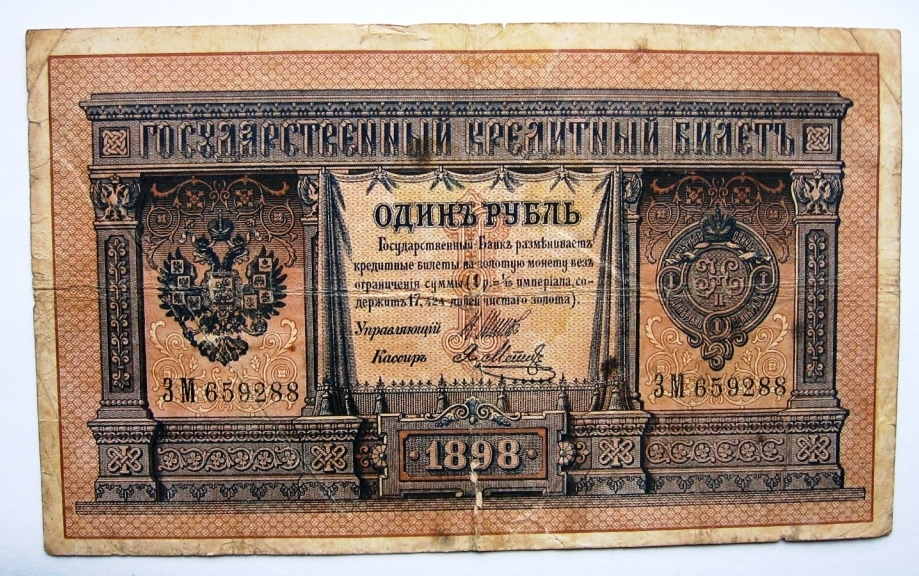 ГОСУДАРСТВЕННЫЙ КРЕДИТНЫЙ БИЛЕТЪ
ОДИНЪ РУБЛЬ
Государственный Банкъ размѣниваетъ
кредитные билеты на золотую монету безъ
ограниченія суммы (1 р.= 1/15 имперіала, со-
держитъ 17,424 долей чистаго золота).
Управляющій
Кассиръ
ЗМ 659288
ЗМ 659288
1898